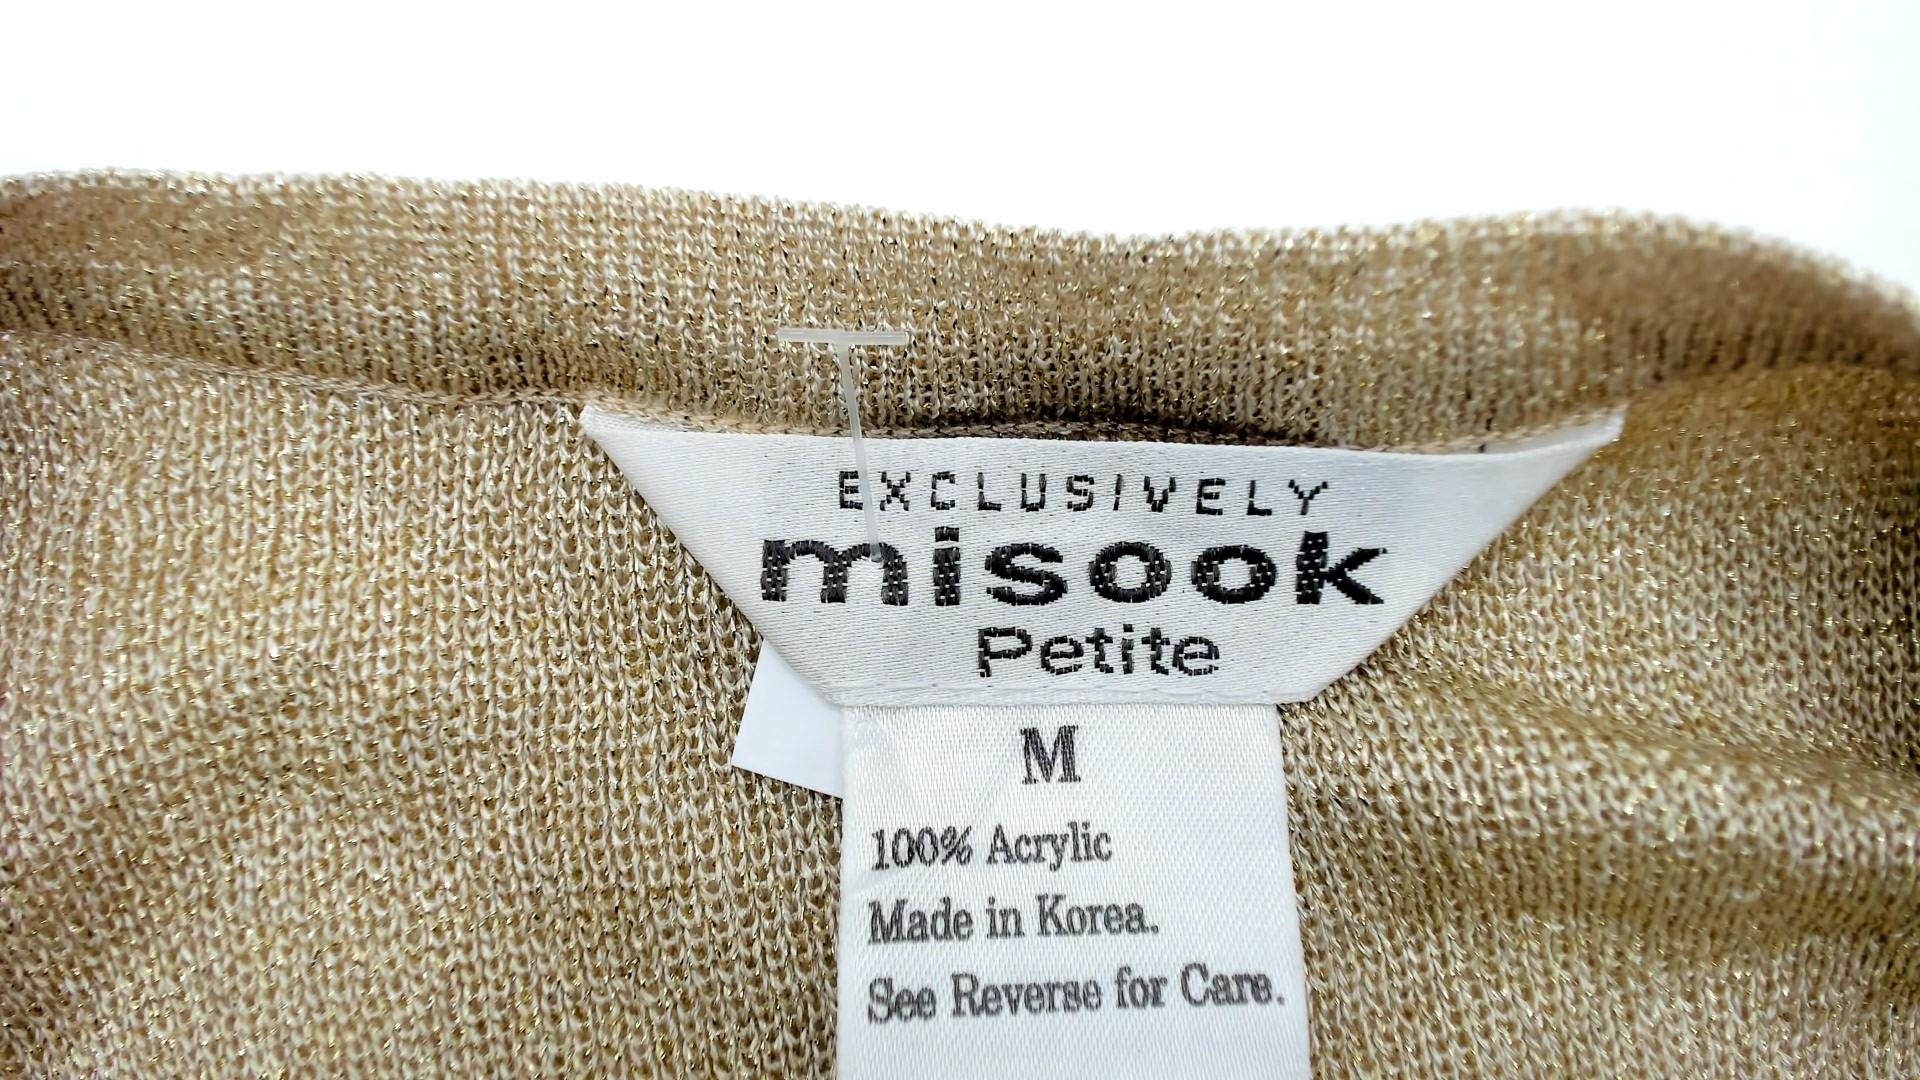 EXCLUSIVELY
misook
Petite
M
100% Acrylic
Made in Korea.
See Reverse for Care.